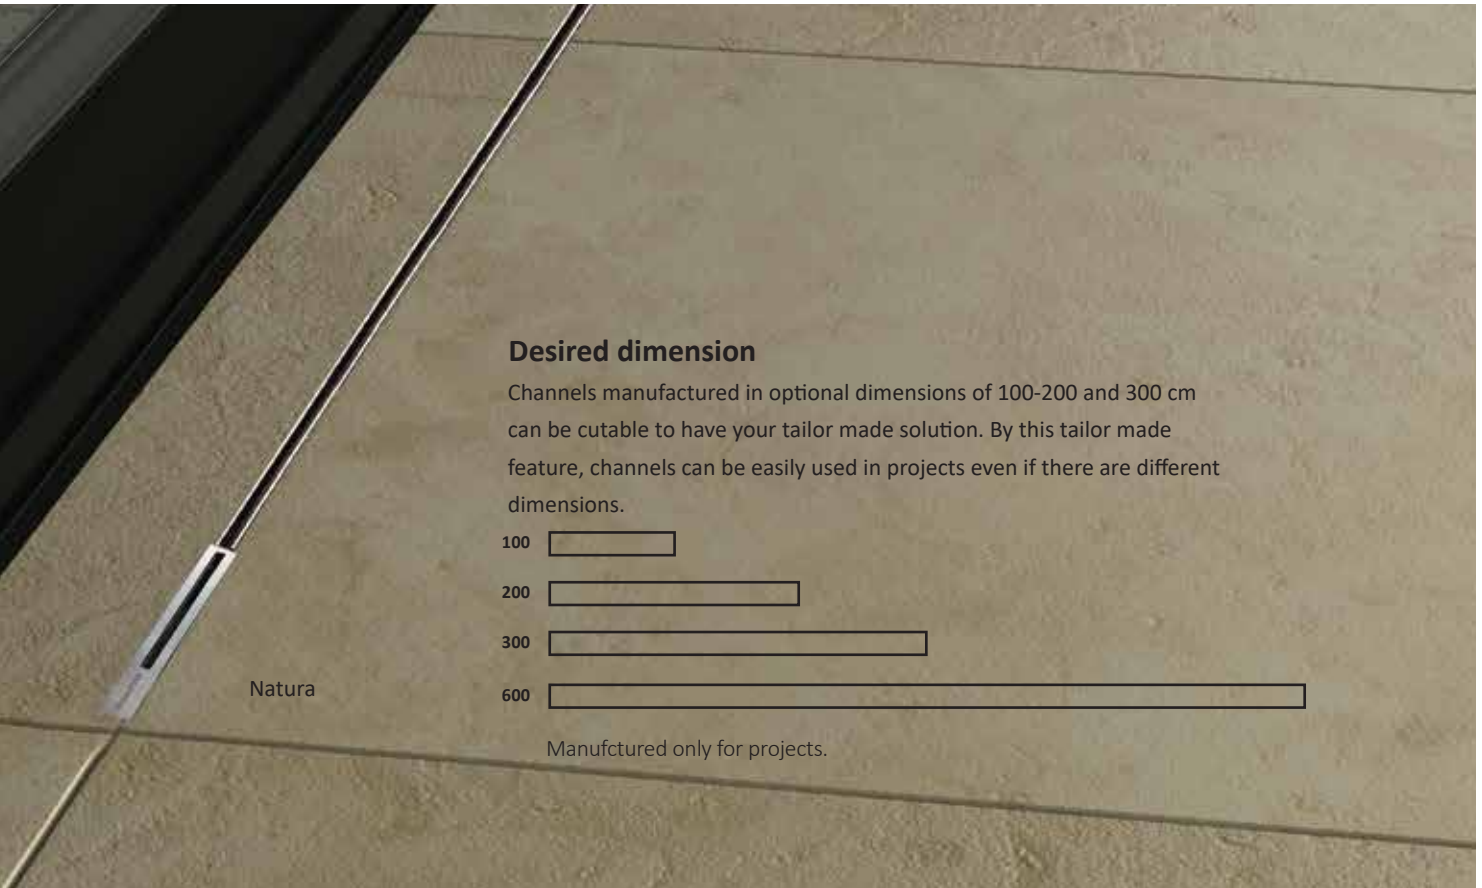 Desired dimension
Channels manufactured in optional dimensions of 100-200 and 300 cm
can be cutable to have your tailor made solution. By this tailor made
feature, channels can be easily used in projects even if there are different
dimensions.
100
200
300
Natura
600
Manufctured only for projects.